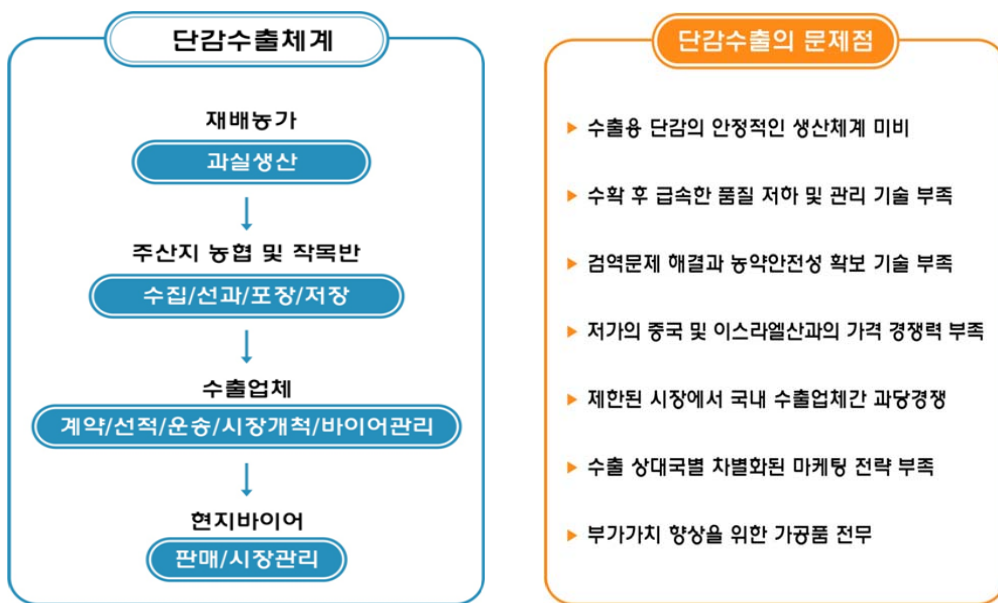 단감수출체계
재배농가
과실생산
주산지 농협 및 작목반
수집/선과/포장/저장
수출업체
계약/선적/운송/시장개척/바이어관리
현지바이어
판매/시장관리
단감수출의 문제점
▶ 수출용 단감의 안정적인 생산체계 미비
▶ 수확 후 급속한 품질 저하 및 관리 기술 부족
▶ 검역문제 해결과 농약안전성 확보 기술 부족
▶ 저가의 중국 및 이스라엘산과의 가격 경쟁력 부족
▶ 제한된 시장에서 국내 수출업체간 과당경쟁
▶ 수출 상대국별 차별화된 마케팅 전략 부족
▶ 부가가치 향상을 위한 가공품 전무